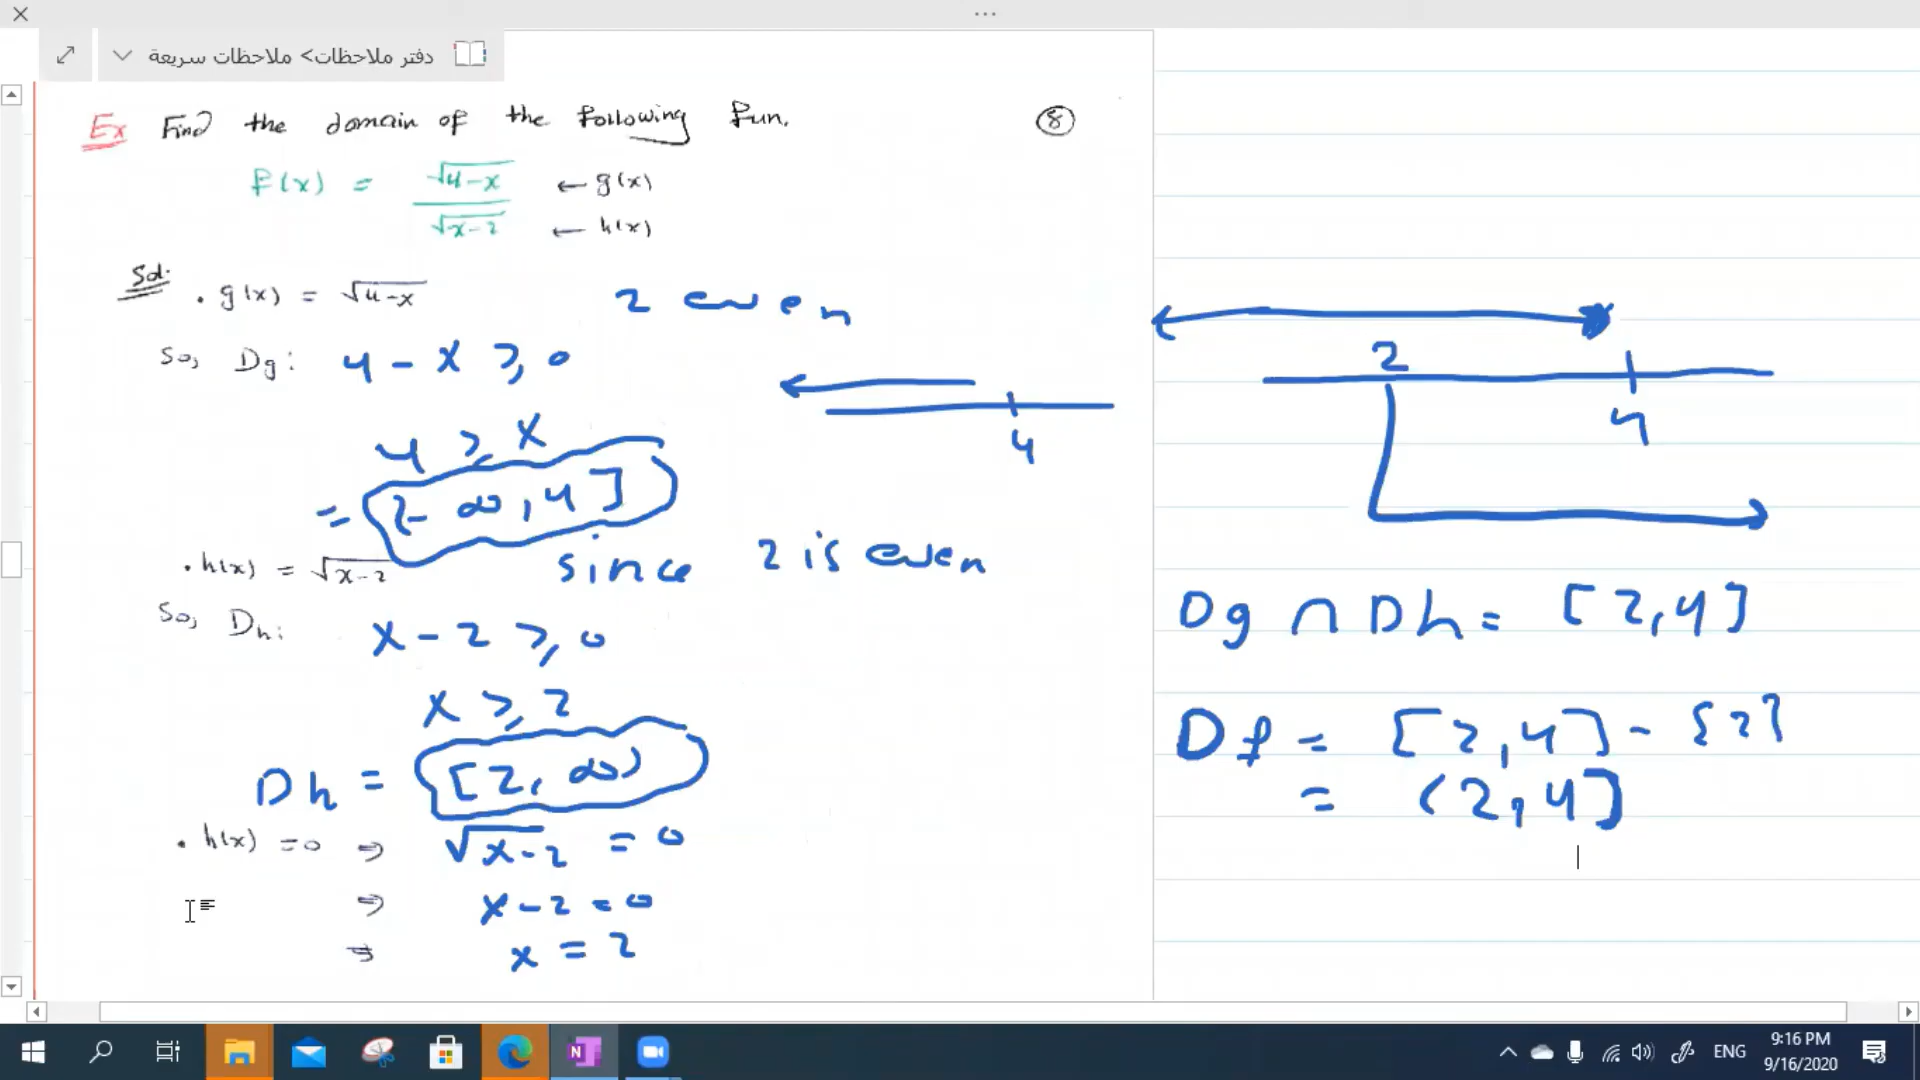 دفتر ملاحظات> ملاحظات سريعة
Ex Find the domain of the following fun. 8
f(x) = √4-x / √x-2 ← g(x)
← h(x)
Sol.
. g(x) = √4-x 2 even
So, Dg: 4 - x ≥ 0
4
4 ≥ x
= (-∞, 4]
. h(x) = √x-2 since 2 is even
So, Dh: x - 2 ≥ 0
x ≥ 2
Dh = [2, ∞)
. h(x) = 0 ⇒ √x-2 = 0
⇒ x - 2 = 0
⇒ x = 2
2
4
Dg ∩ Dh = [2,4]
Df = [2,4] - {2}
= (2,4]
ENG
9:16 PM
9/16/2020